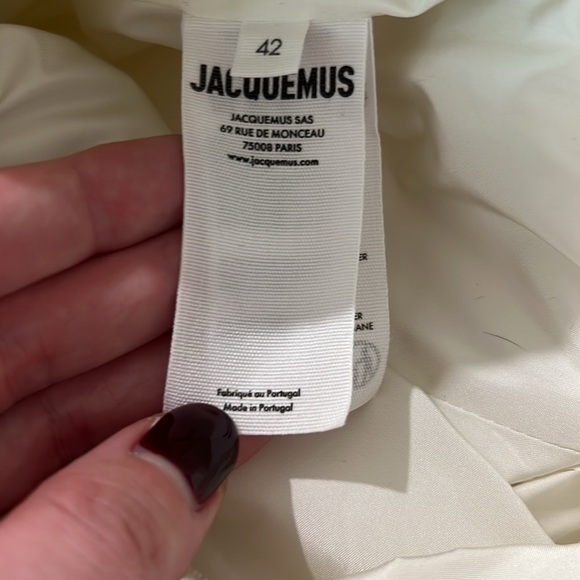 42
JACQUEMUS
JACQUEMUS SAS
69 RUE DE MONCEAU
75008 PARIS
www.jacquemus.com
Fabriqué au Portugal
Made in Portugal